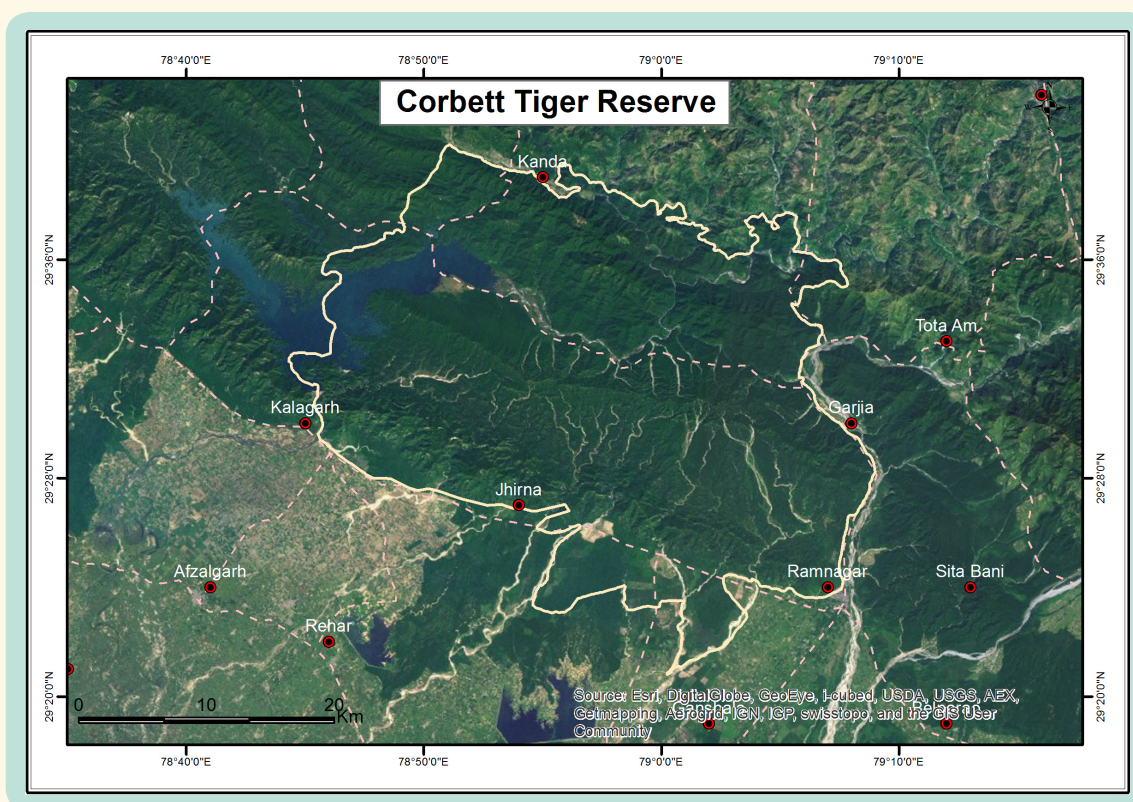 78°40'0"E 78°50'0"E 79°0'0"E 79°10'0"E
Corbett Tiger Reserve
Kanda
29°36'0"N 29°36'0"N
Tota Am
Kalagarh Garjia
29°28'0"N 29°28'0"N
Jhirna
Afzalgarh Ramnagar Sita Bani
Rehar
29°20'0"N 29°20'0"N
0 10 20
Km
Source: Esri, DigitalGlobe, GeoEye, i-cubed, USDA, USGS, AEX,
Getmapping, Aerogrid, IGN, IGP, swisstopo, and the GIS User
Community
78°40'0"E 78°50'0"E 79°0'0"E 79°10'0"E